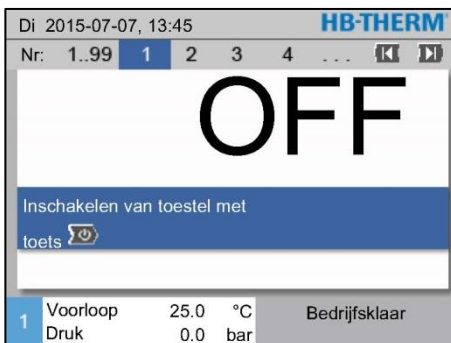 Di 2015-07-07, 13:45 HB-THERM
Nr: 1..99 1 2 3 4 ...
OFF
Inschakelen van toestel met
toets
1 Voorloop 25.0 °C Bedrijfsklaar
Druk 0.0 bar